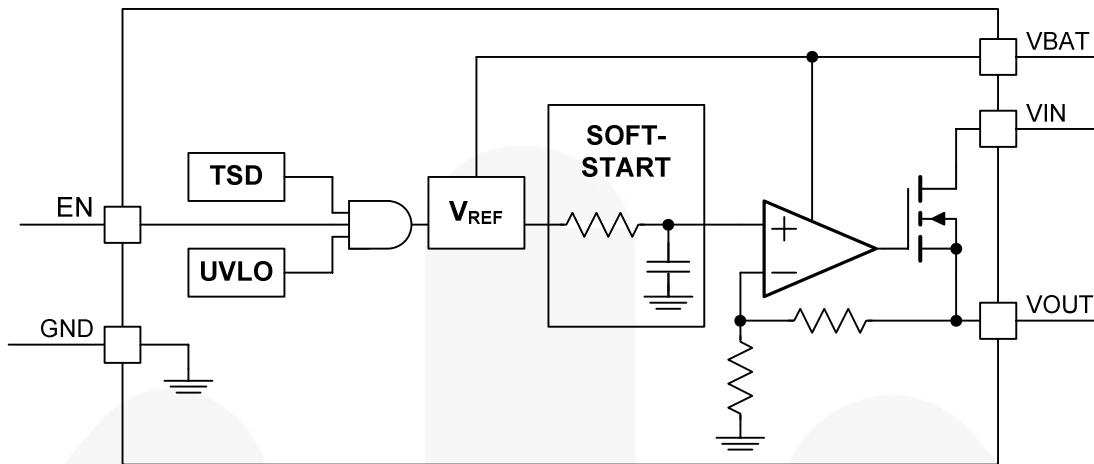 VBAT
VIN
SOFT-
START
TSD
EN
VREF
UVLO
GND
VOUT